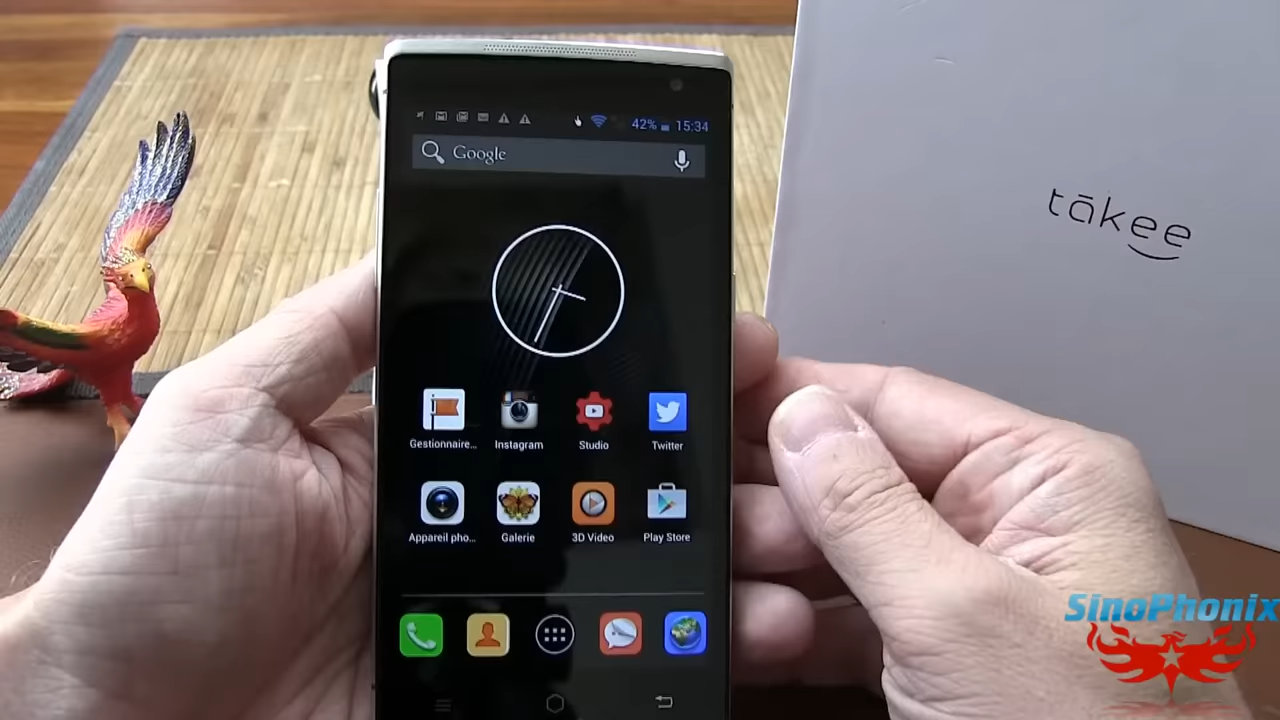 42% 15:34
Google
tākee
Gestionnaire...
Instagram
Studio
Twitter
Appareil pho...
Galerie
3D Video
Play Store
SinoPhonix